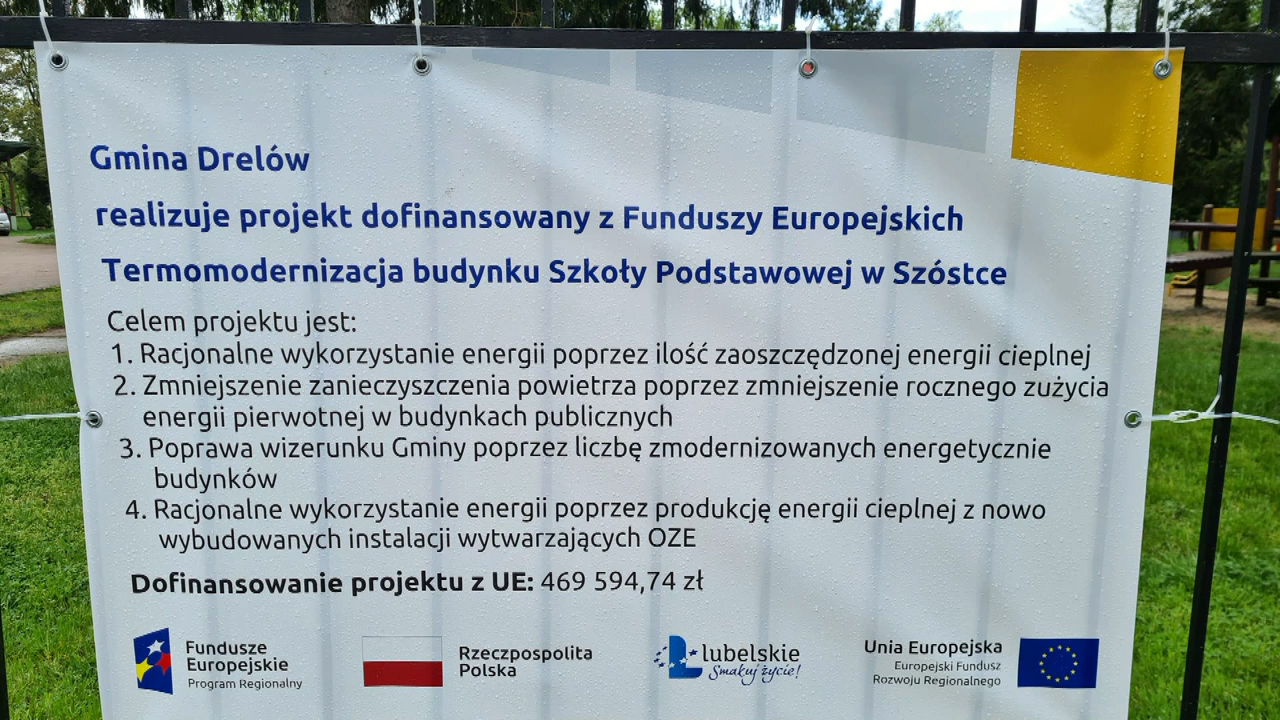 Gmina Drelów
realizuje projekt dofinansowany z Funduszy Europejskich
Termomodernizacja budynku Szkoły Podstawowej w Szóstce
Celem projektu jest:
1. Racjonalne wykorzystanie energii poprzez ilość zaoszczędzonej energii cieplnej
2. Zmniejszenie zanieczyszczenia powietrza poprzez zmniejszenie rocznego zużycia
energii pierwotnej w budynkach publicznych
3. Poprawa wizerunku Gminy poprzez liczbę zmodernizowanych energetycznie
budynków
4. Racjonalne wykorzystanie energii poprzez produkcję energii cieplnej z nowo
wybudowanych instalacji wytwarzających OZE
Dofinansowanie projektu z UE: 469 594,74 zł
Fundusze
Europejskie
Program Regionalny
Rzeczpospolita
Polska
lubelskie
Smakuj życie!
Unia Europejska
Europejski Fundusz
Rozwoju Regionalnego